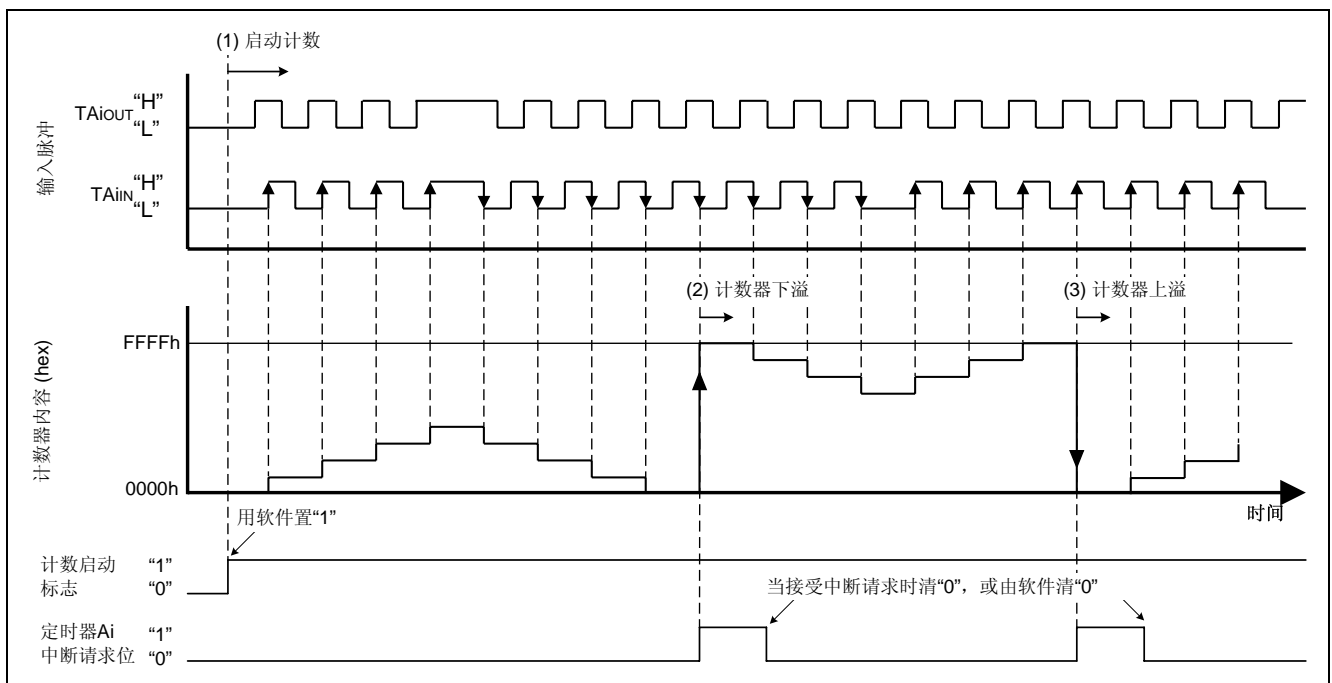 (1) 启动计数
输入脉冲
TAiOUT “H”
“L”
TAiIN “H”
“L”
(2) 计数器下溢
(3) 计数器上溢
计数器内容 (hex)
FFFFh
0000h
时间
用软件置“1”
计数启动 “1”
标志 “0”
当接受中断请求时清“0”，或由软件清“0”
定时器Ai “1”
中断请求位 “0”